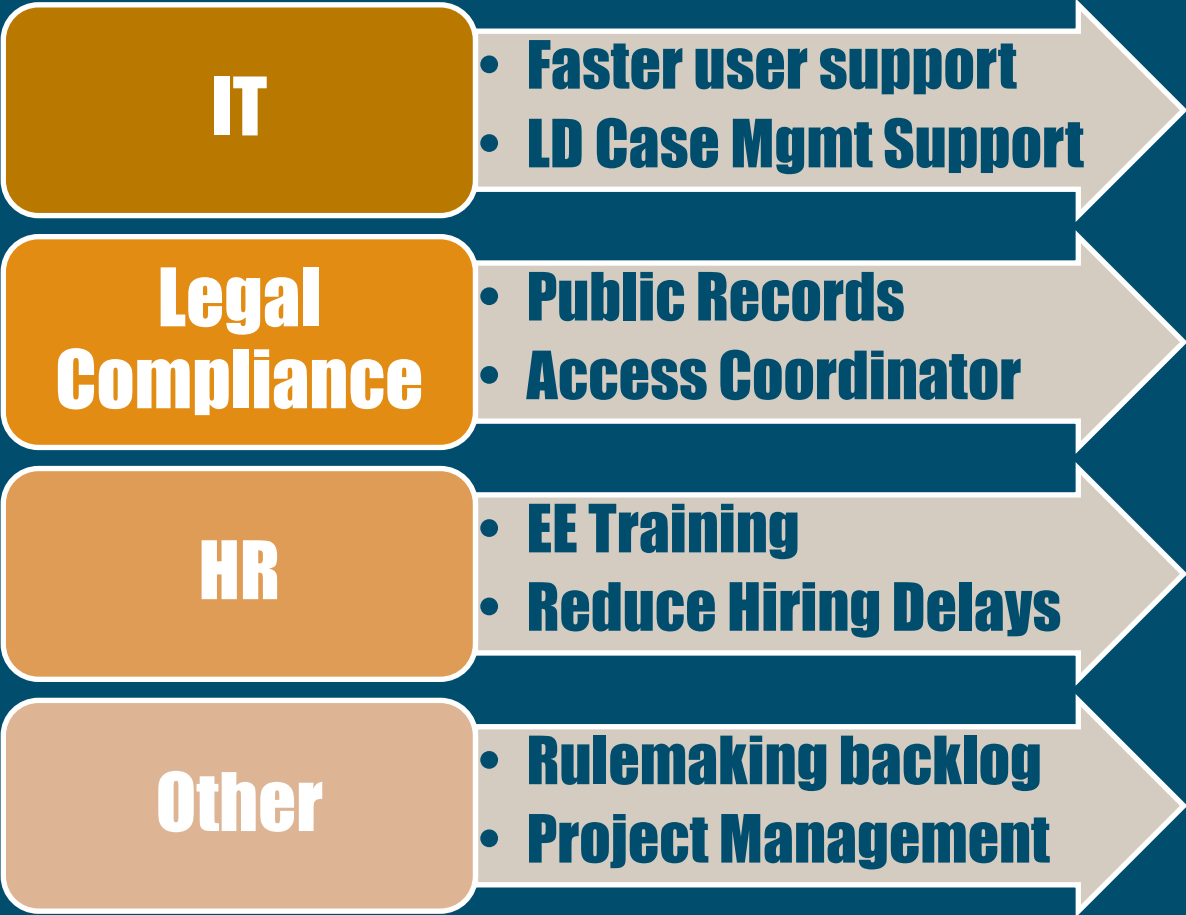 IT
• Faster user support
• LD Case Mgmt Support
Legal
Compliance
• Public Records
• Access Coordinator
HR
• EE Training
• Reduce Hiring Delays
Other
• Rulemaking backlog
• Project Management